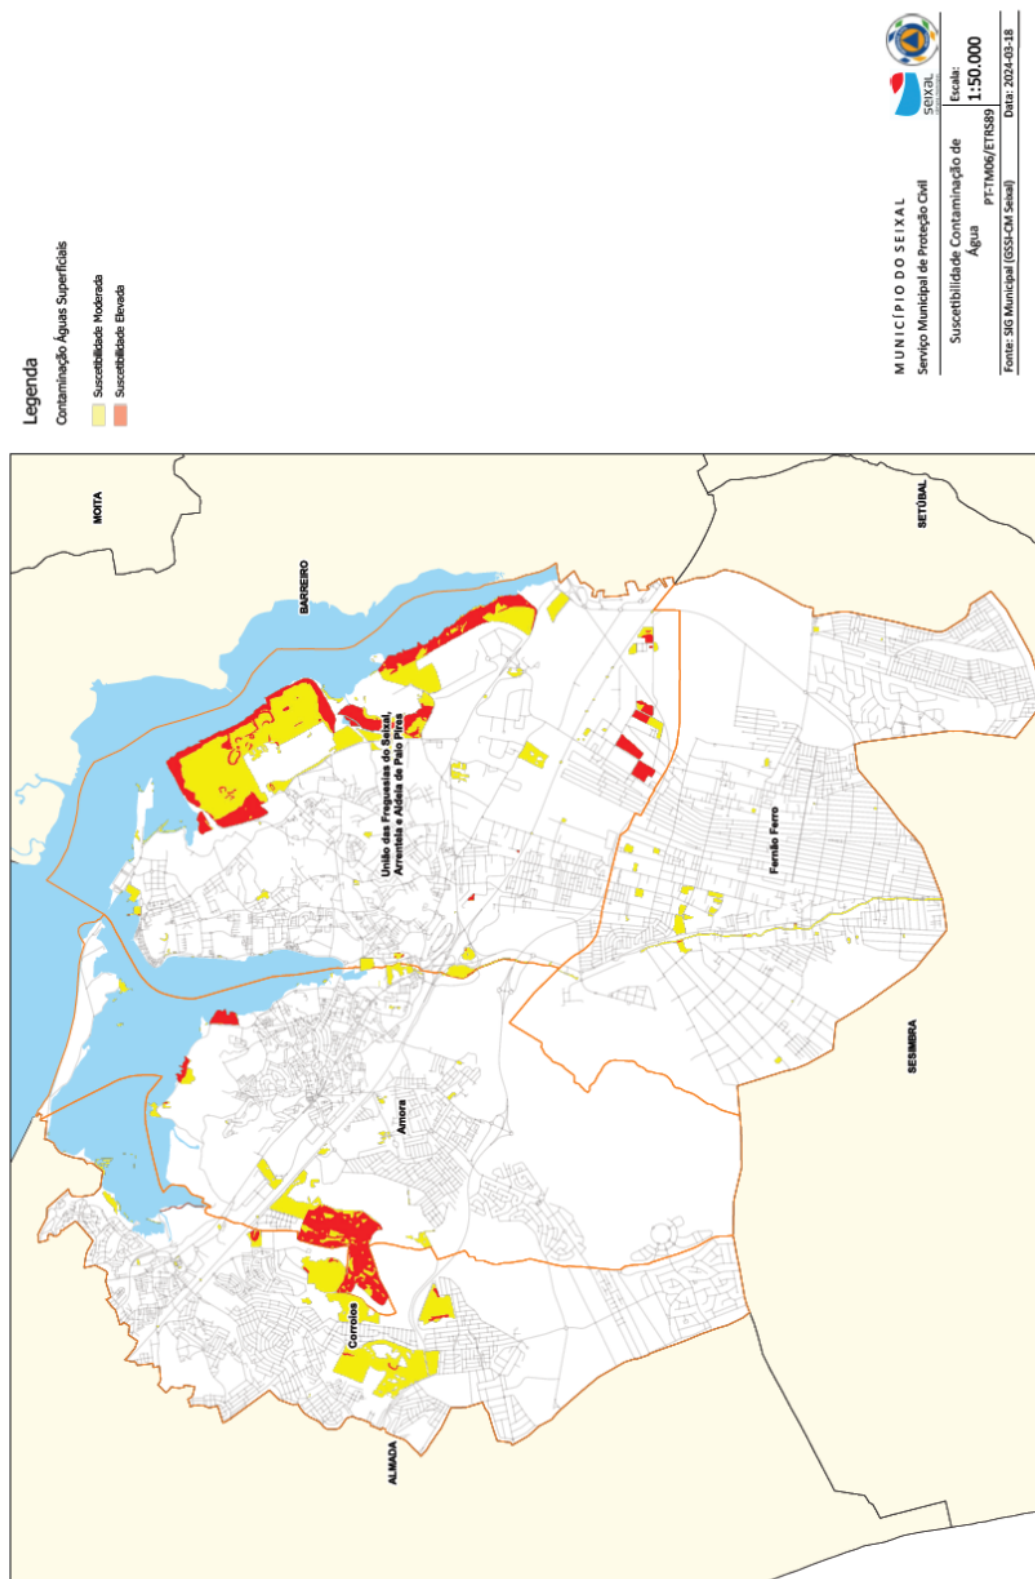 Legenda
Contaminação Águas Superficiais
Suscetibilidade Moderada
Suscetibilidade Elevada
MOITA
BARREIRO
SETÚBAL
União das Freguesias do Seixal,
Arrentela e Aldeia de Paio Pires
Fernão Ferro
Amora
SESIMBRA
Corroios
ALMADA
seixal
MUNICÍPIO DO SEIXAL
Serviço Municipal de Proteção Civil
Suscetibilidade Contaminação de
Água
PT-TM06/ETRS89
Escala:
1:50.000
Fonte: SIG Municipal (GSSI-CM Seixal)
Data: 2024-03-18